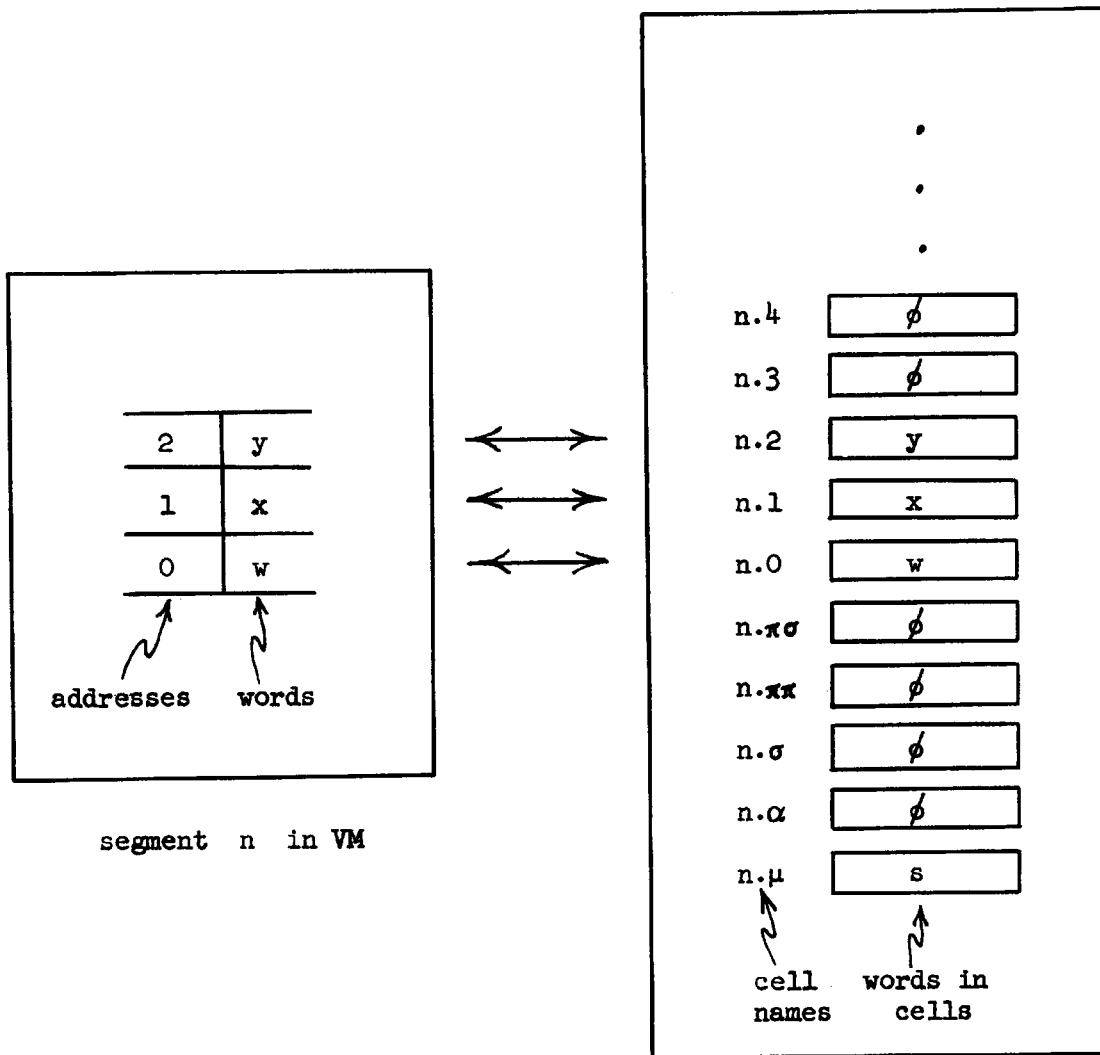 2 y
1 x
0 w
addresses words
segment n in VM
n.4 ϕ
n.3 ϕ
n.2 y
n.1 x
n.0 w
n.πσ ϕ
n.ππ ϕ
n.σ ϕ
n.α ϕ
n.μ s
cell words in
names cells